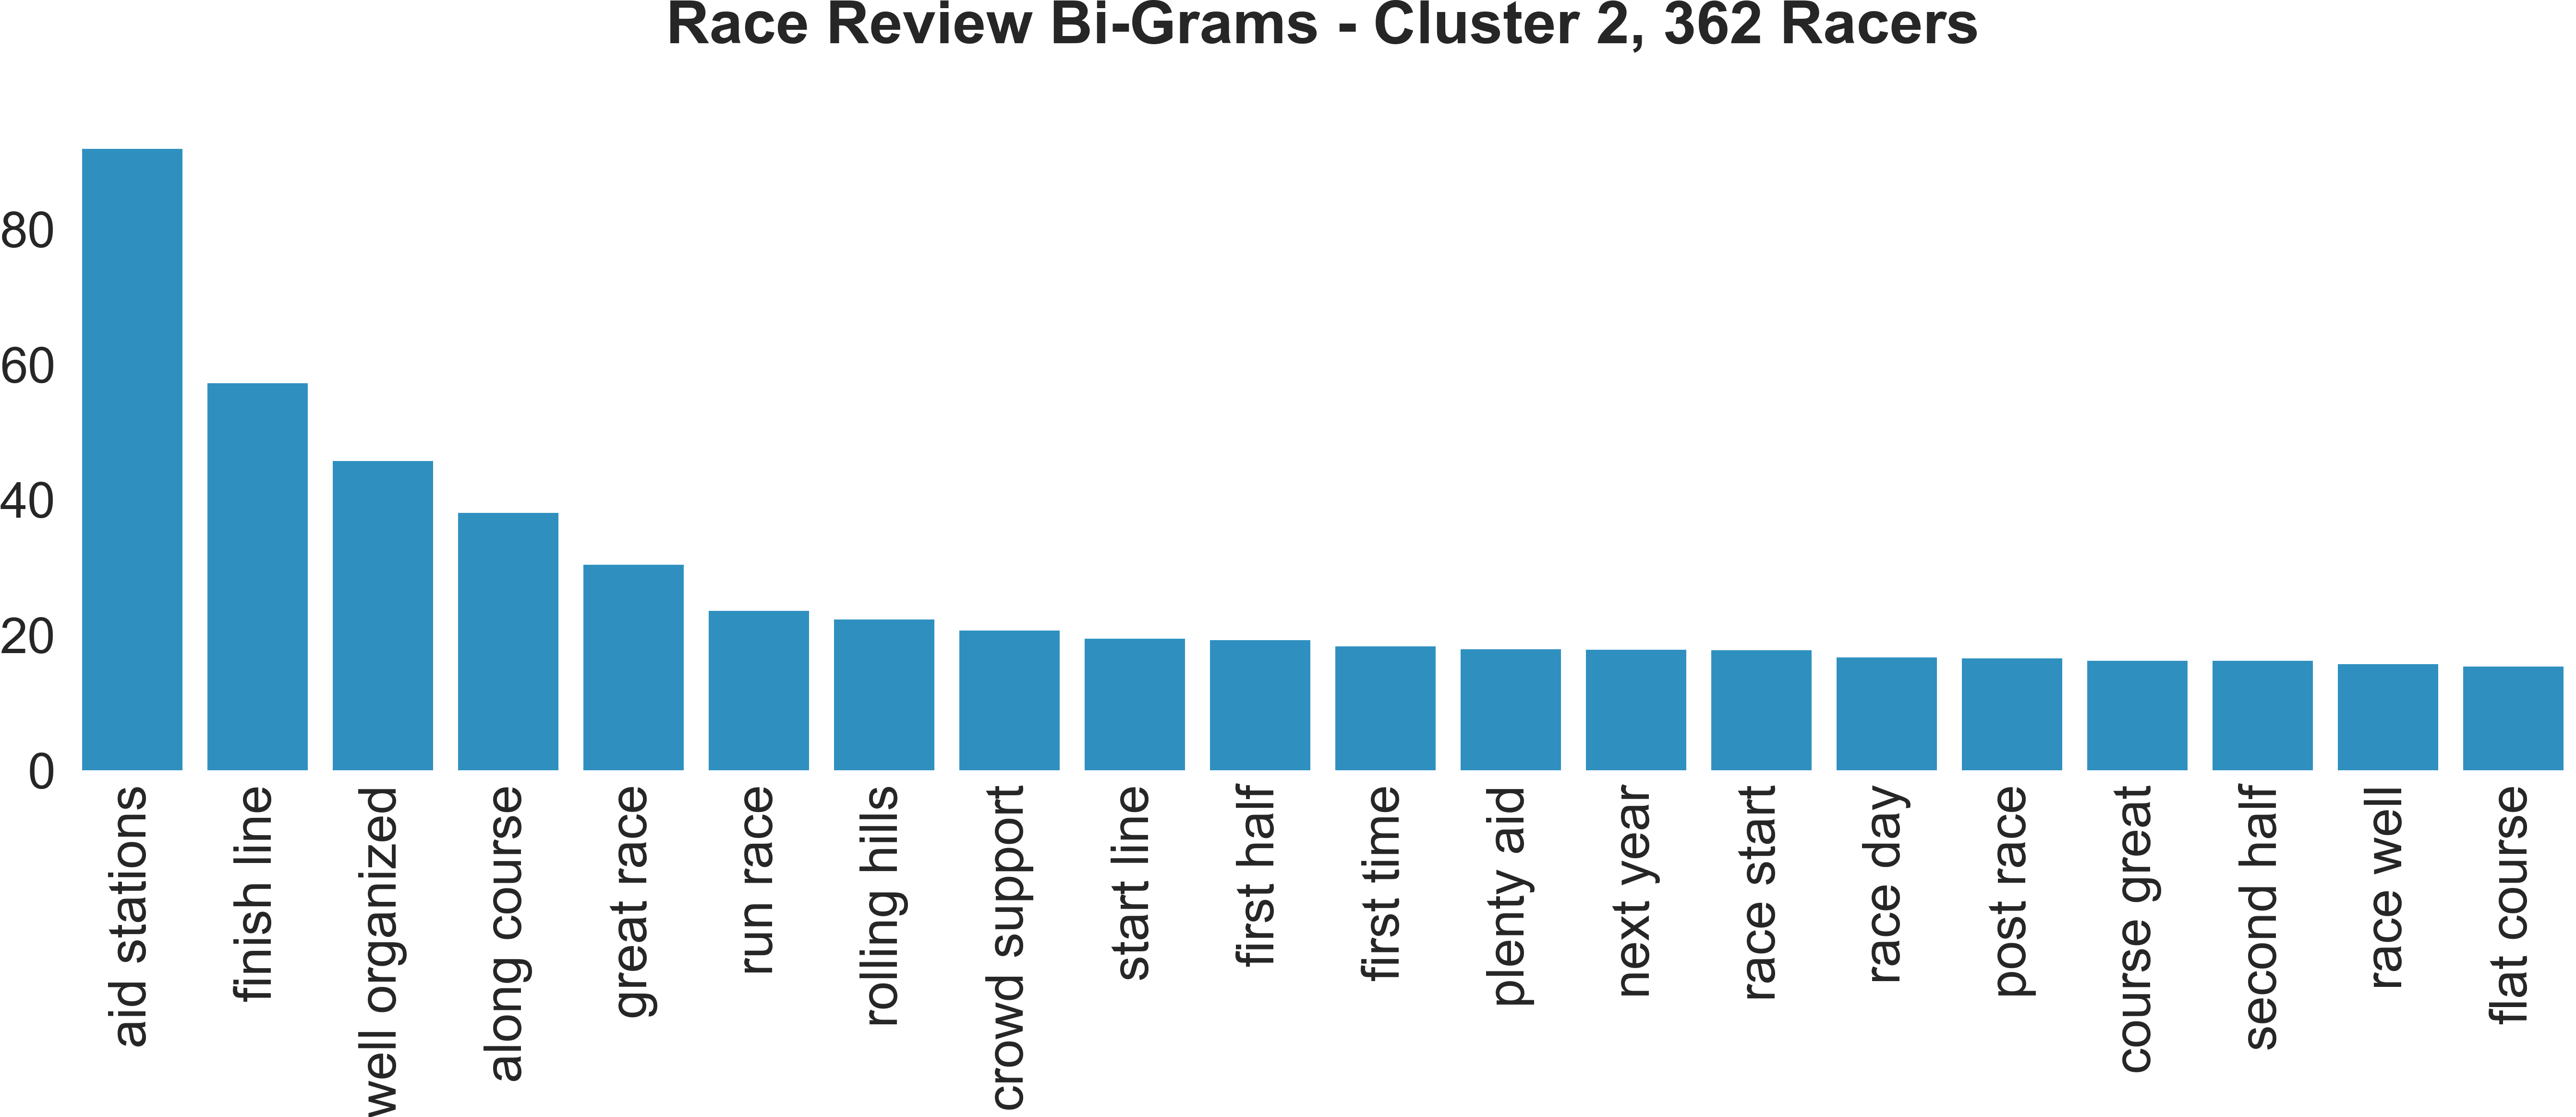 Race Review Bi-Grams - Cluster 2, 362 Racers
80
60
40
20
0
aid stations
finish line
well organized
along course
great race
run race
rolling hills
crowd support
start line
first half
first time
plenty aid
next year
race start
race day
post race
course great
second half
race well
flat course